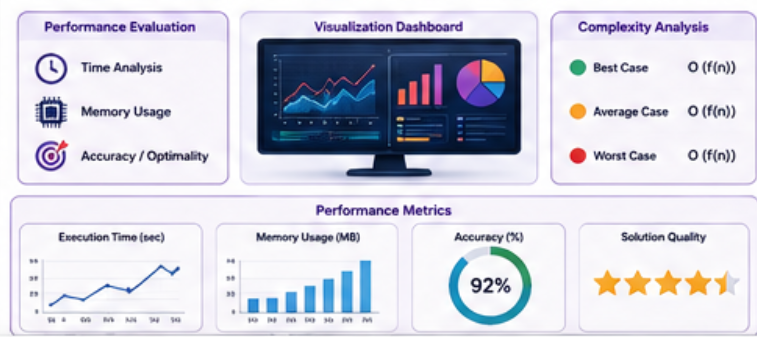 Performance Evaluation
Time Analysis
Memory Usage
Accuracy / Optimality
Visualization Dashboard
Complexity Analysis
Best Case O (f(n))
Average Case O (f(n))
Worst Case O (f(n))
Performance Metrics
Execution Time (sec)
Memory Usage (MB)
Accuracy (%)
92%
Solution Quality